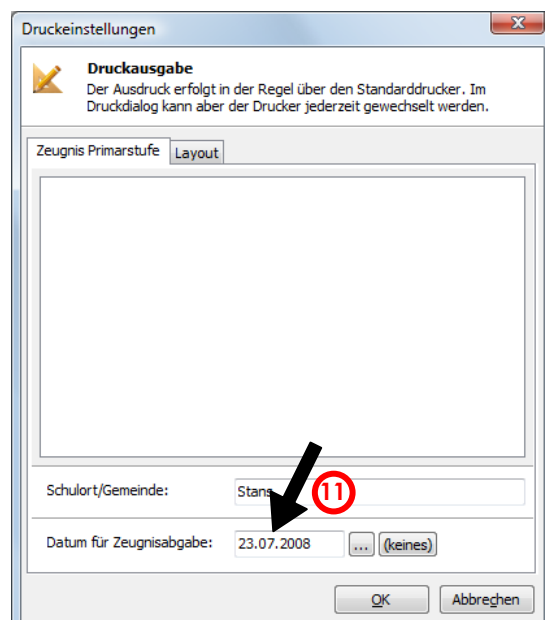 Druckeinstellungen
Druckausgabe
Der Ausdruck erfolgt in der Regel über den Standarddrucker. Im
Druckdialog kann aber der Drucker jederzeit gewechselt werden.
Zeugnis Primarstufe Layout
Schulort/Gemeinde: Stans 11
Datum für Zeugnisabgabe: 23.07.2008 ... (keines)
OK Abbrechen